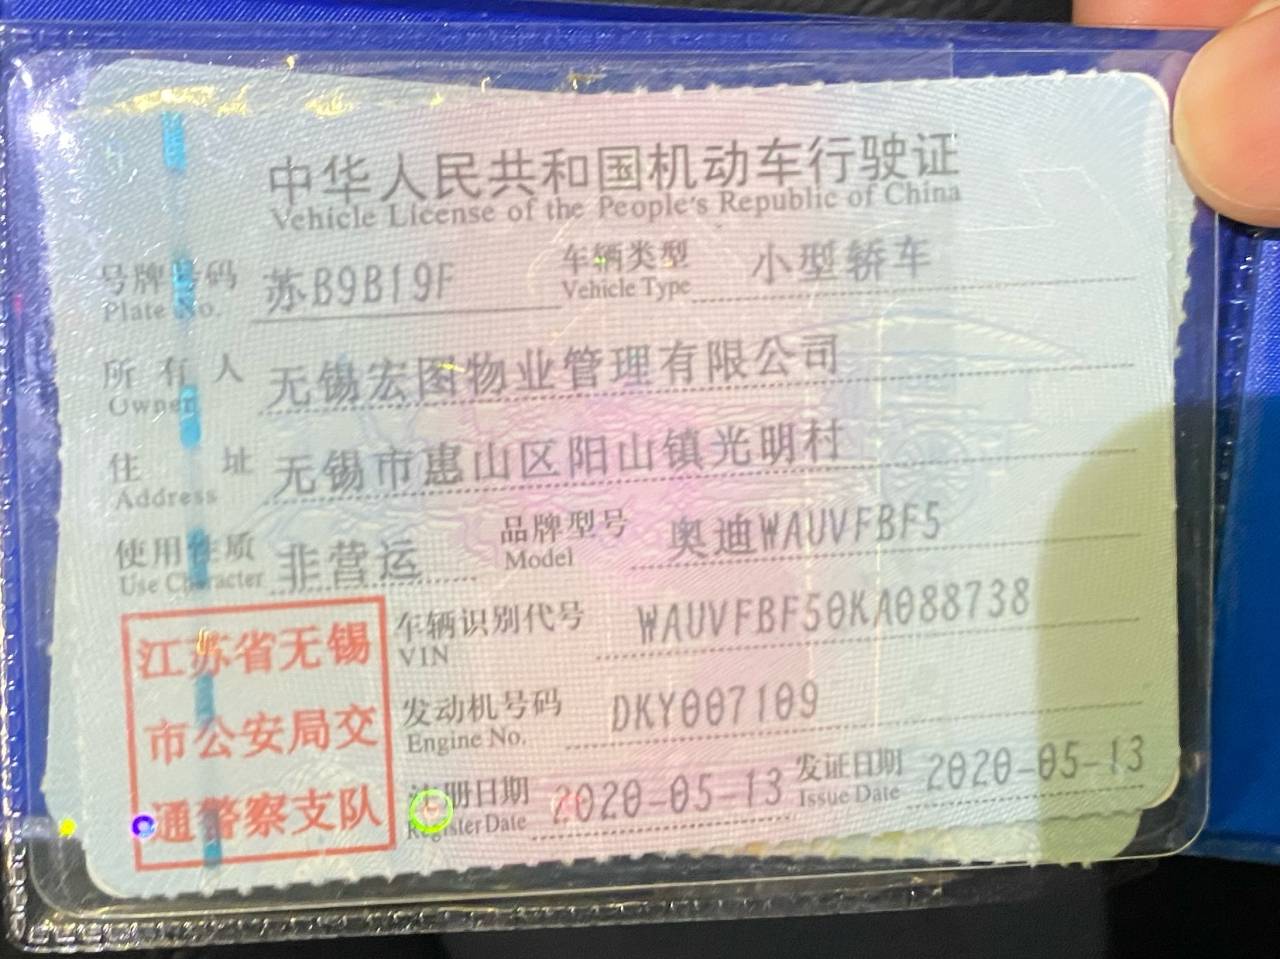 中华人民共和国机动车行驶证
Vehicle License of the People's Republic of China
号牌号码 苏B9B19F 车辆类型 小型轿车
Plate No. Vehicle Type
所有人 无锡宏图物业管理有限公司
Owner
住址 无锡市惠山区阳山镇光明村
Address
使用性质 非营运 品牌型号 奥迪WAUVFBF5
Use Character Model
江苏省无锡
市公安局交
通警察支队
车辆识别代号 WAUVFBF50KA088738
VIN
发动机号码 DKY007109
Engine No.
注册日期 2020-05-13 发证日期 2020-05-13
Register Date Issue Date